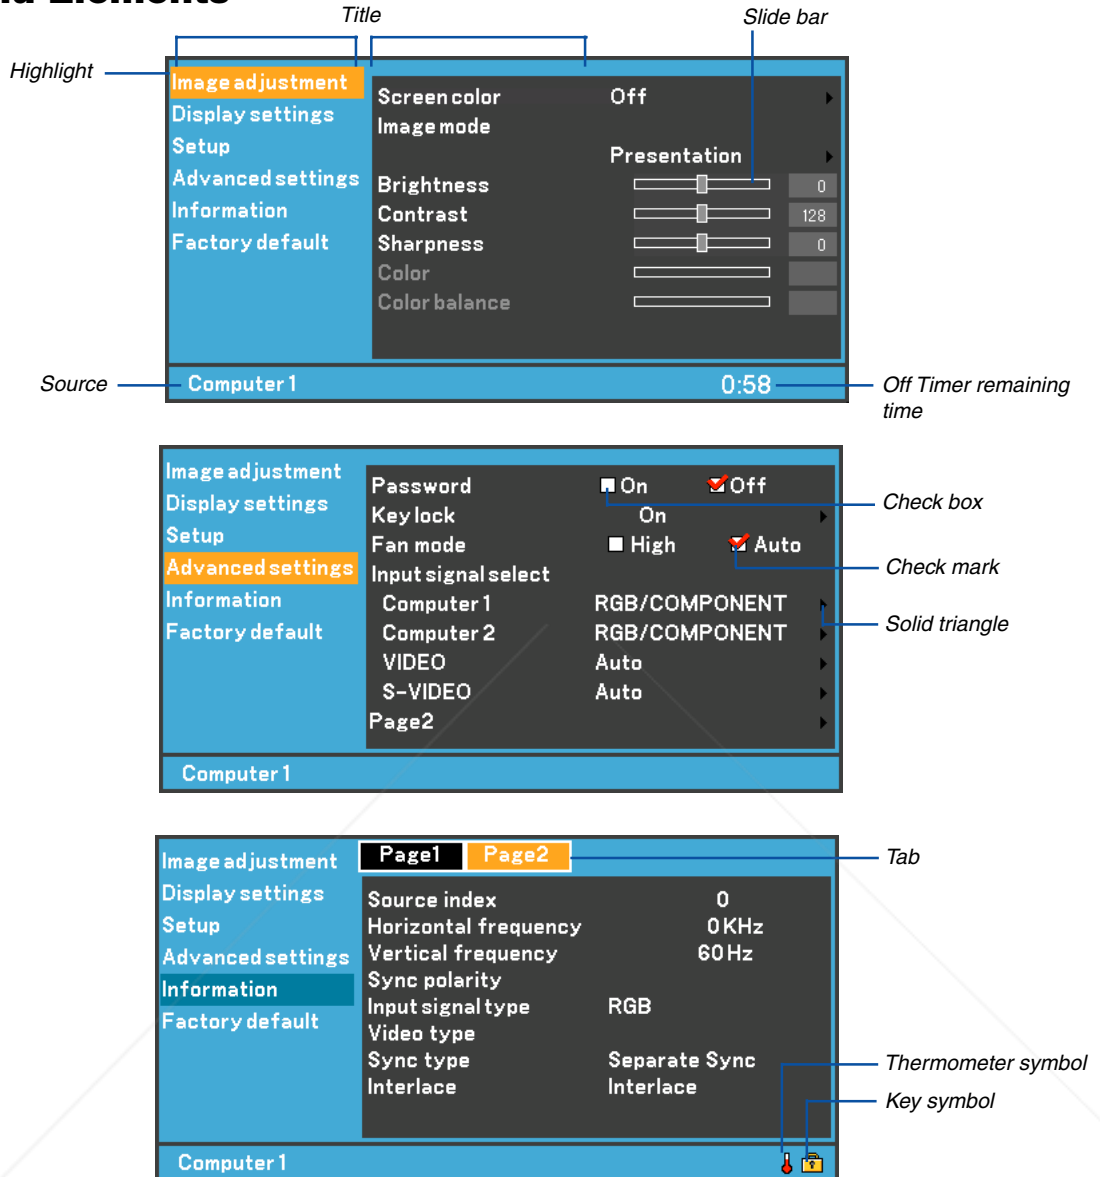 Elements
Title
Slide bar
Highlight
Image adjustment
Display settings
Setup
Advanced settings
Information
Factory default
Screen color Off
Image mode
Presentation
Brightness 0
Contrast 128
Sharpness 0
Color
Color balance
Source
Computer 1 0:58
Off Timer remaining
time
Image adjustment
Display settings
Setup
Advanced settings
Information
Factory default
Password On Off
Key lock On
Fan mode High Auto
Input signal select
Computer 1 RGB/COMPONENT
Computer 2 RGB/COMPONENT
VIDEO Auto
S-VIDEO Auto
Page2
Check box
Check mark
Solid triangle
Computer 1
Page1 Page2
Tab
Image adjustment
Display settings
Setup
Advanced settings
Information
Factory default
Source index 0
Horizontal frequency 0 KHz
Vertical frequency 60 Hz
Sync polarity
Input signal type RGB
Video type
Sync type Separate Sync
Interlace Interlace
Thermometer symbol
Key symbol
Computer 1